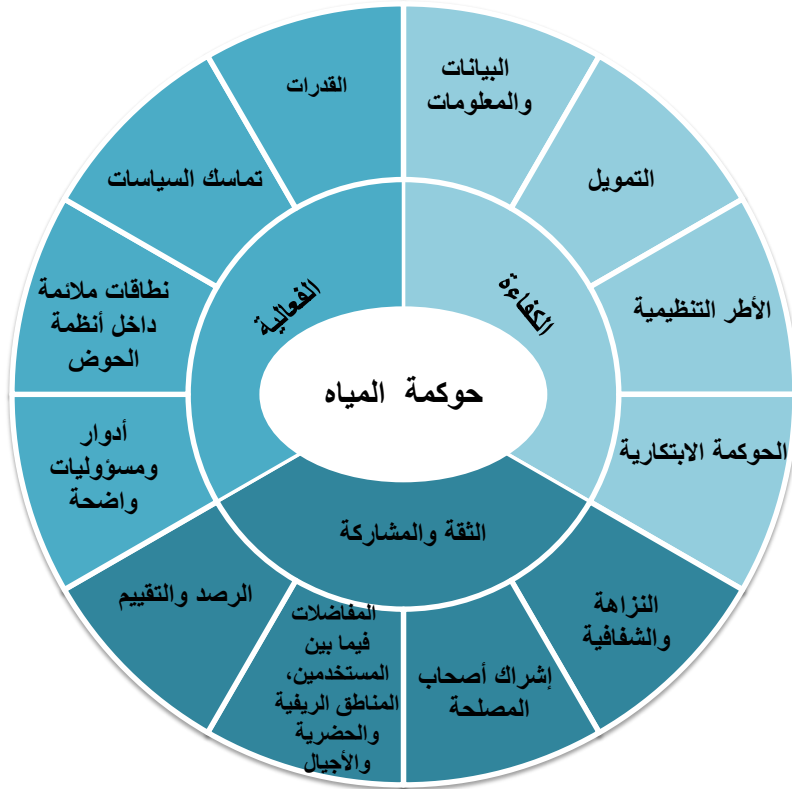 حوكمة المياه
الكفاءة
البيانات
والمعلومات
التمويل
الأطر التنظيمية
الحوكمة الابتكارية
الثقة والمشاركة
النزاهة
والشفافية
إشراك أصحاب
المصلحة
المفاضلات
فيما بين
المستخدمين،
المناطق الريفية
والحضرية
والأجيال
الرصد والتقييم
الفعالية
أدوار
ومسؤوليات
واضحة
نطاقات ملائمة
داخل أنظمة
الحوض
تماسك السياسات
القدرات